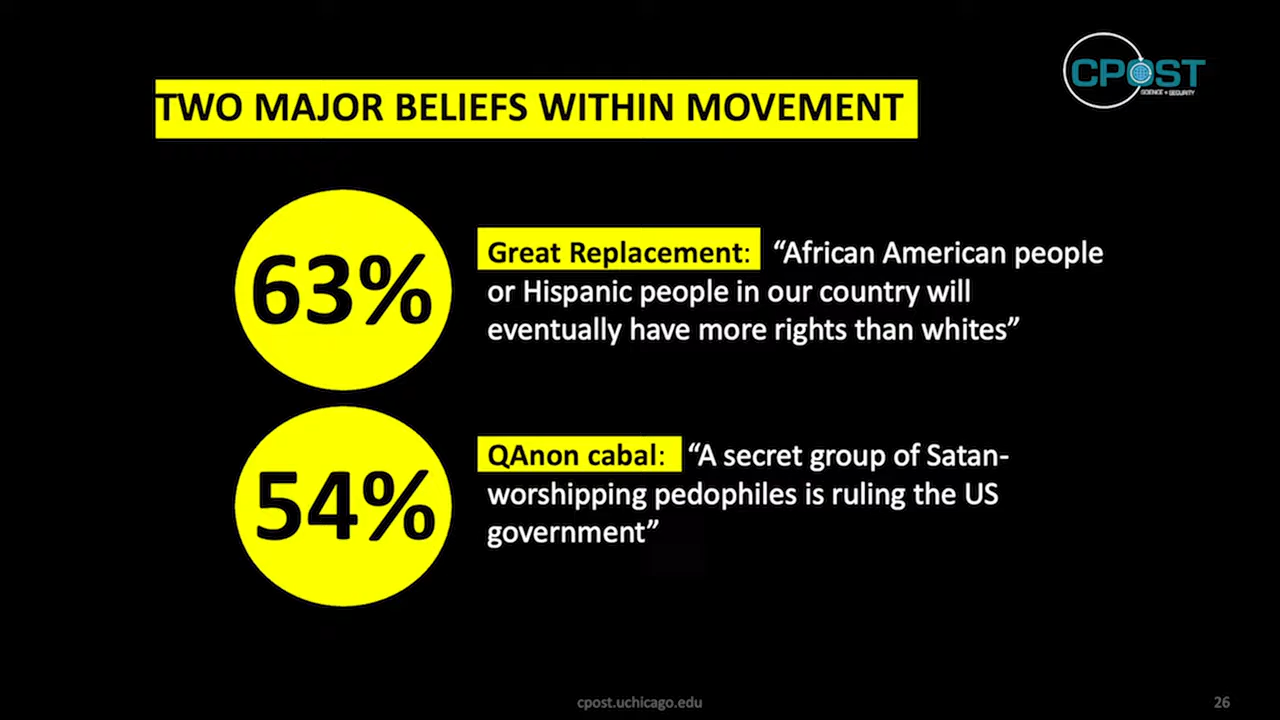 CPOST
SCIENCE + SECURITY
TWO MAJOR BELIEFS WITHIN MOVEMENT
63%
Great Replacement: “African American people
or Hispanic people in our country will
eventually have more rights than whites”
54%
QAnon cabal: “A secret group of Satan-
worshipping pedophiles is ruling the US
government”
cpost.uchicago.edu
26